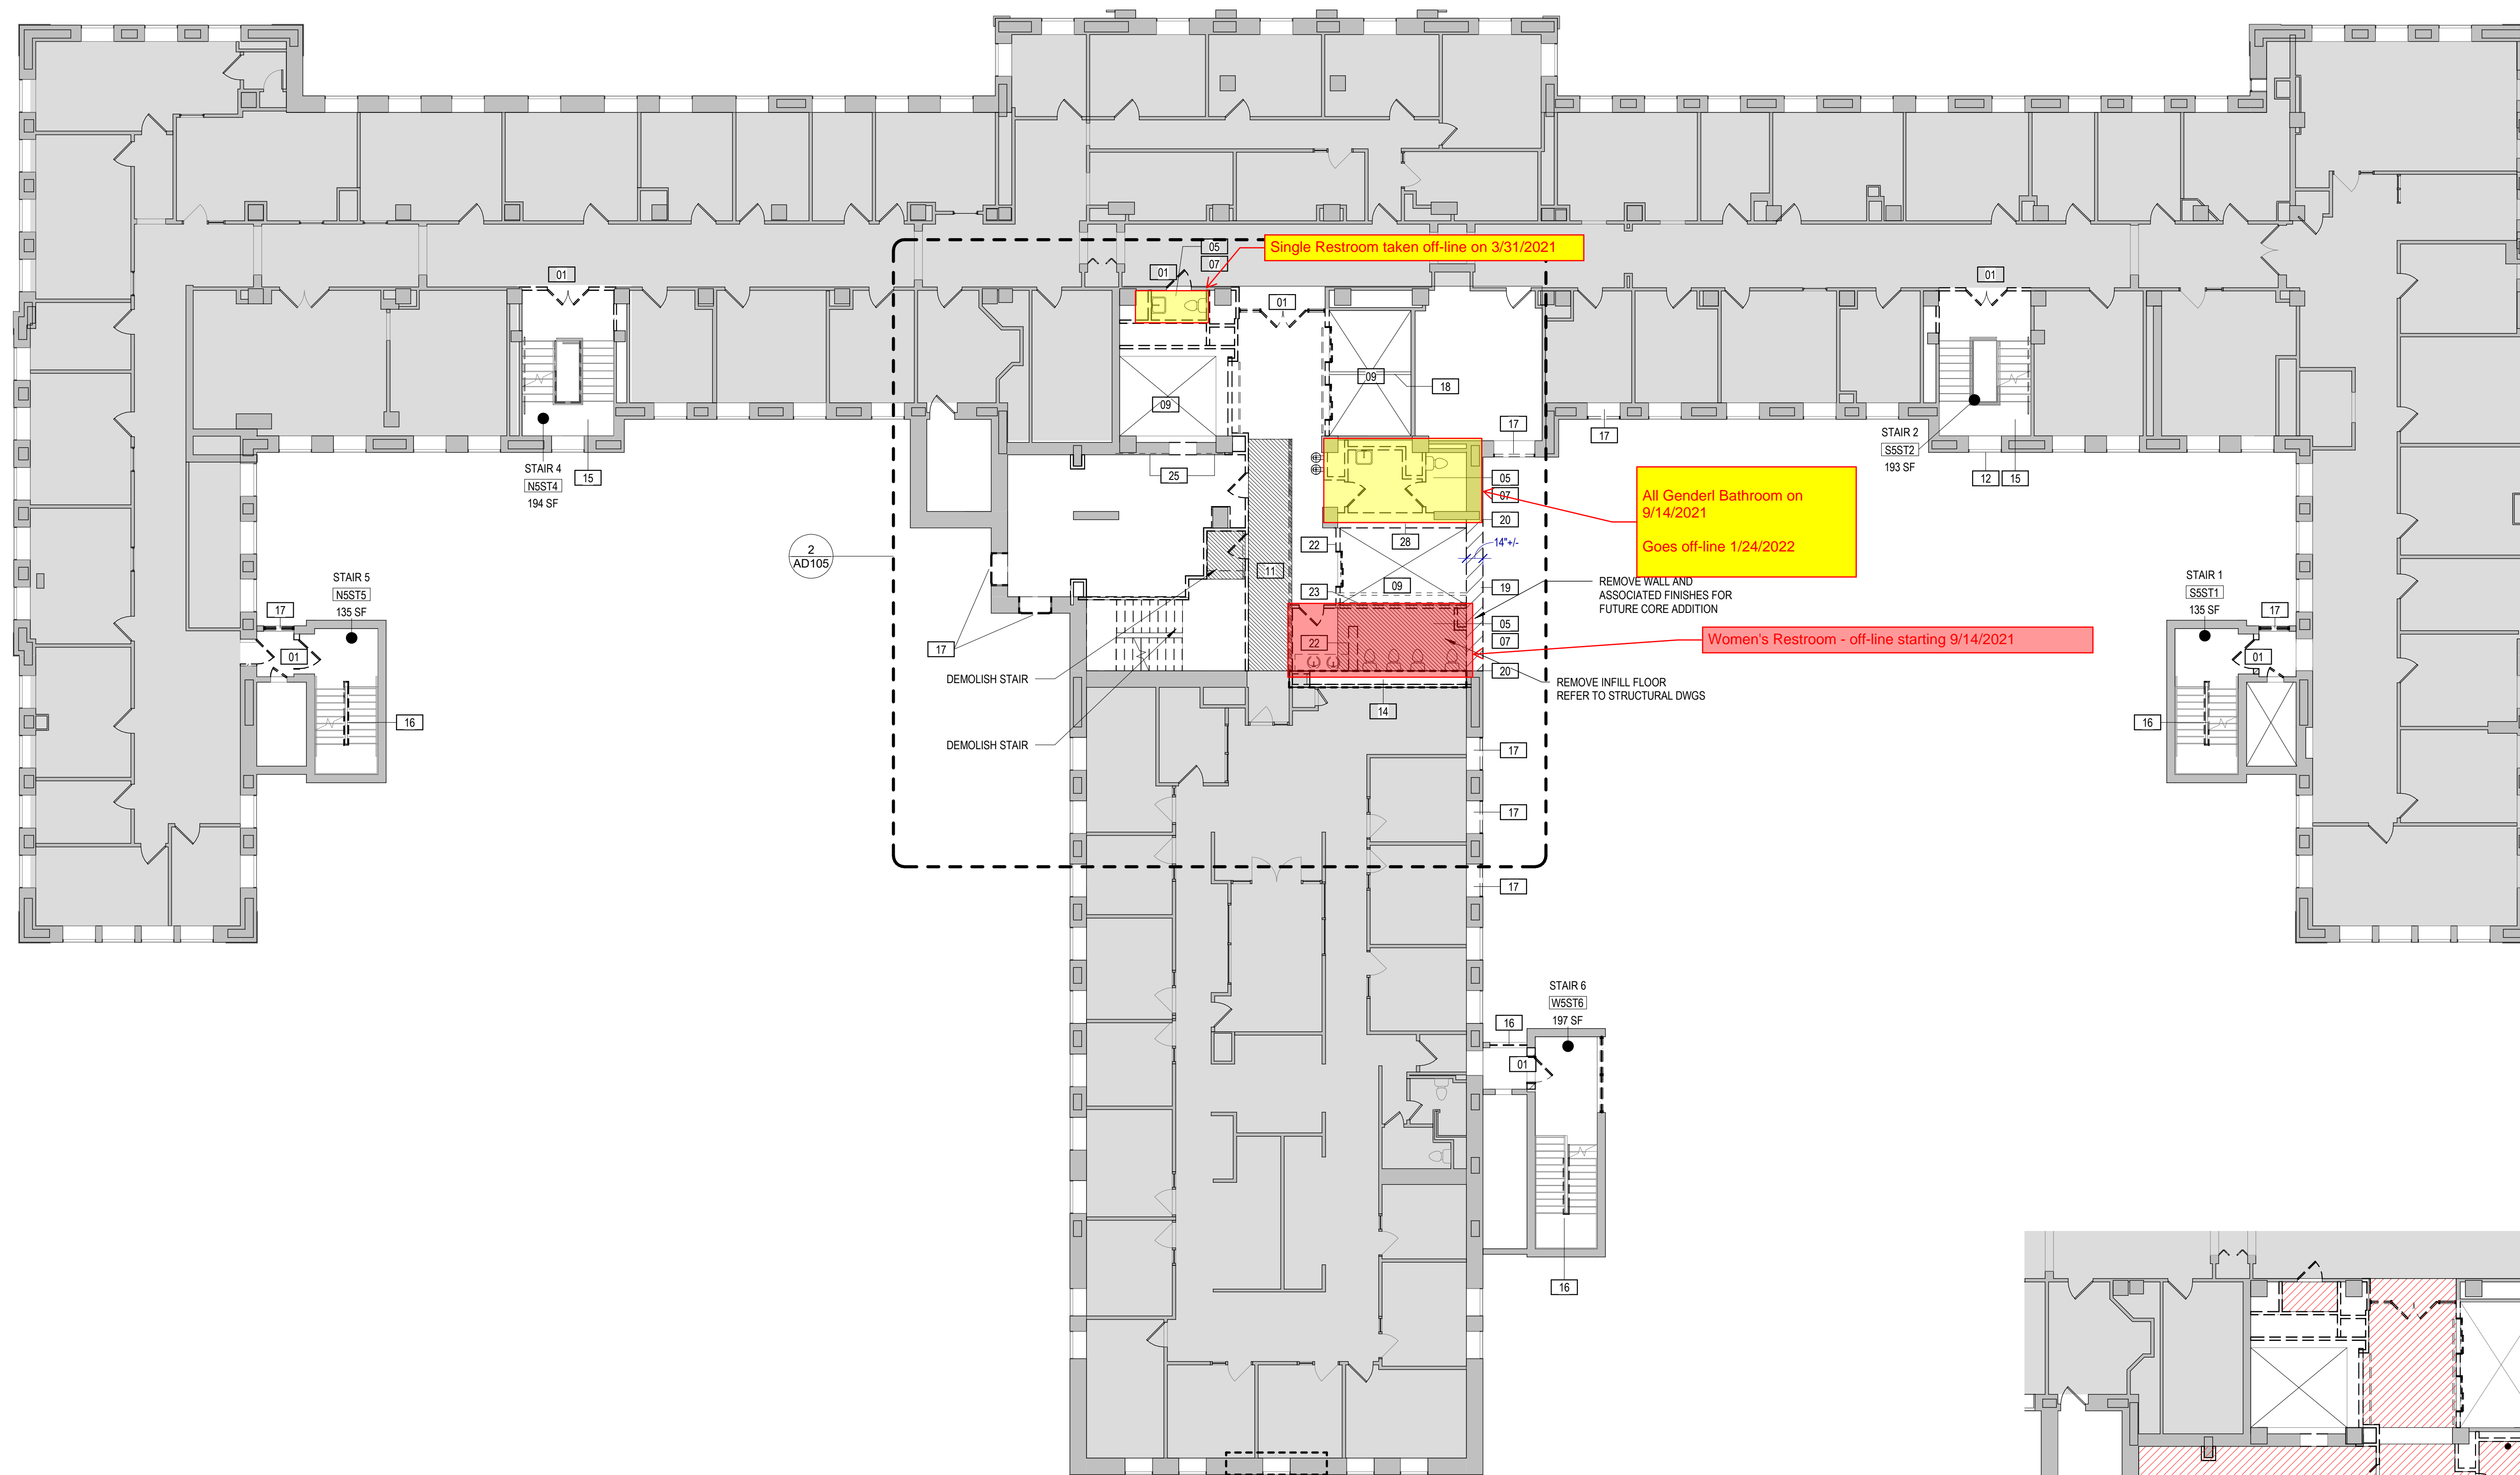 05
Single Restroom taken off-line on 3/31/2021
07
01
01
01
01
09
09
18
17
17
STAIR 4
N5ST4
194 SF
15
25
STAIR 2
S5ST2
193 SF
12
15
05
07
20
All Genderl Bathroom on
9/14/2021
Goes off-line 1/24/2022
2
AD105
22
28
14"+/-
11
09
23
19
REMOVE WALL AND
ASSOCIATED FINISHES FOR
FUTURE CORE ADDITION
STAIR 5
N5ST5
135 SF
17
01
16
STAIR 1
S5ST1
135 SF
17
01
16
17
22
05
07
20
Women's Restroom - off-line starting 9/14/2021
DEMOLISH STAIR
REMOVE INFILL FLOOR
REFER TO STRUCTURAL DWGS
14
DEMOLISH STAIR
17
17
17
STAIR 6
W5ST6
197 SF
16
01
16